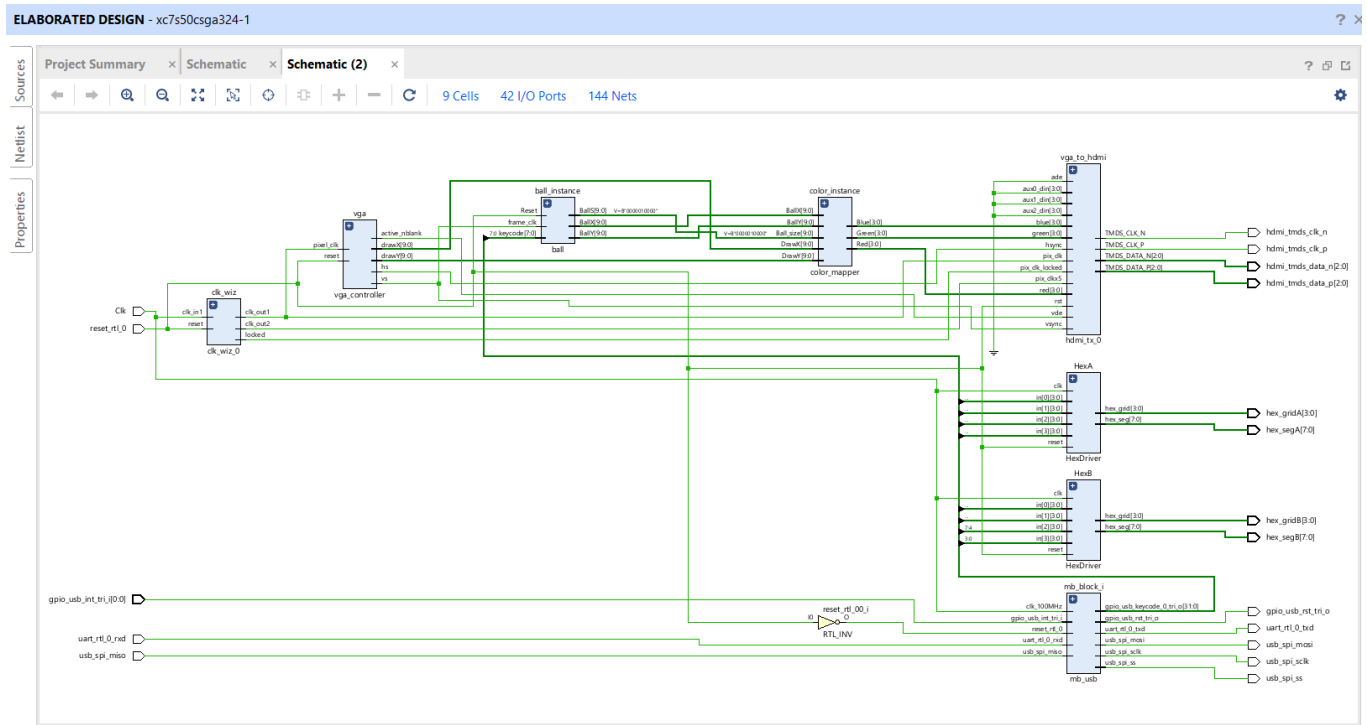 ELABORATED DESIGN - xc7s50csga324-1
Sources
Netlist
Properties
Project Summary
Schematic
Schematic (2)
9 Cells
42 I/O Ports
144 Nets
Clk
reset_rtl_0
gpio_usb_int_tri_i[0:0]
uart_rtl_0_rxd
usb_spi_miso
clk_wiz
clk_in1
reset
clk_out1
clk_out2
locked
clk_wiz_0
vga
pixel_clk
reset
active_nblank
drawX[9:0]
drawY[9:0]
hs
vs
vga_controller
ball_instance
Reset
frame_clk
7:0 keycode[7:0]
BallS[9:0]
BallX[9:0]
BallY[9:0]
ball
color_instance
BallX[9:0]
BallY[9:0]
Ball_size[9:0]
DrawX[9:0]
DrawY[9:0]
Blue[3:0]
Green[3:0]
Red[3:0]
color_mapper
vga_to_hdmi
ade
aux0_din[3:0]
aux1_din[3:0]
aux2_din[3:0]
blue[3:0]
green[3:0]
hsync
pix_clk
pix_clk_locked
pix_clkx5
red[3:0]
rst
vde
vsync
TMDS_CLK_N
TMDS_CLK_P
TMDS_DATA_N[2:0]
TMDS_DATA_P[2:0]
hdmi_tx_0
hdmi_tmds_clk_n
hdmi_tmds_clk_p
hdmi_tmds_data_n[2:0]
hdmi_tmds_data_p[2:0]
HexA
clk
in[0][3:0]
in[1][3:0]
in[2][3:0]
in[3][3:0]
reset
hex_grid[3:0]
hex_seg[7:0]
HexDriver
hex_gridA[3:0]
hex_segA[7:0]
HexB
clk
in[0][3:0]
in[1][3:0]
7:4 in[2][3:0]
3:0 in[3][3:0]
reset
hex_grid[3:0]
hex_seg[7:0]
HexDriver
hex_gridB[3:0]
hex_segB[7:0]
reset_rtl_00_i
I0
O
RTL_INV
mb_block_i
clk_100MHz
gpio_usb_int_tri_i
reset_rtl_0
uart_rtl_0_rxd
usb_spi_miso
gpio_usb_keycode_0_tri_o[31:0]
gpio_usb_rst_tri_o
uart_rtl_0_txd
usb_spi_mosi
usb_spi_sclk
usb_spi_ss
mb_usb
gpio_usb_rst_tri_o
uart_rtl_0_txd
usb_spi_mosi
usb_spi_sclk
usb_spi_ss